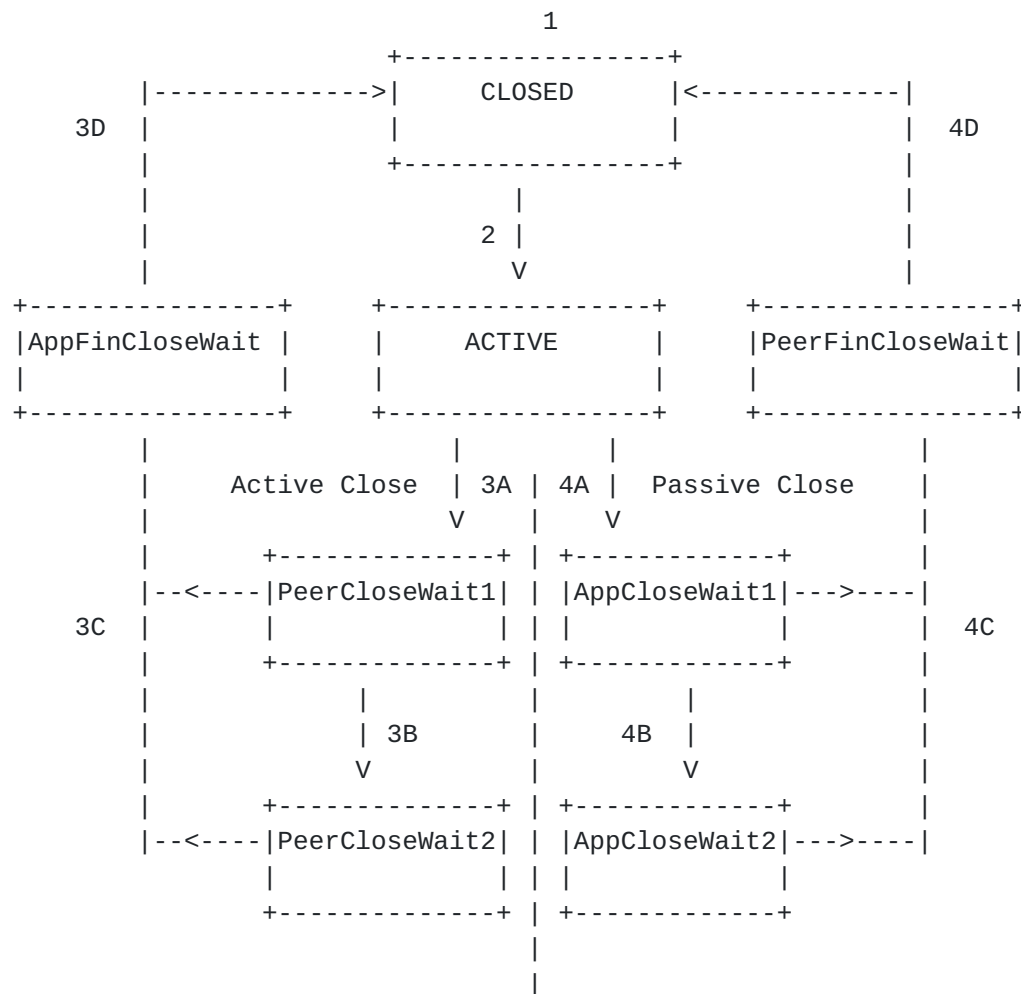 1
CLOSED
3D 4D
2
AppFinCloseWait ACTIVE PeerFinCloseWait
Active Close 3A 4A Passive Close
PeerCloseWait1 AppCloseWait1
3C 4C
3B 4B
PeerCloseWait2 AppCloseWait2